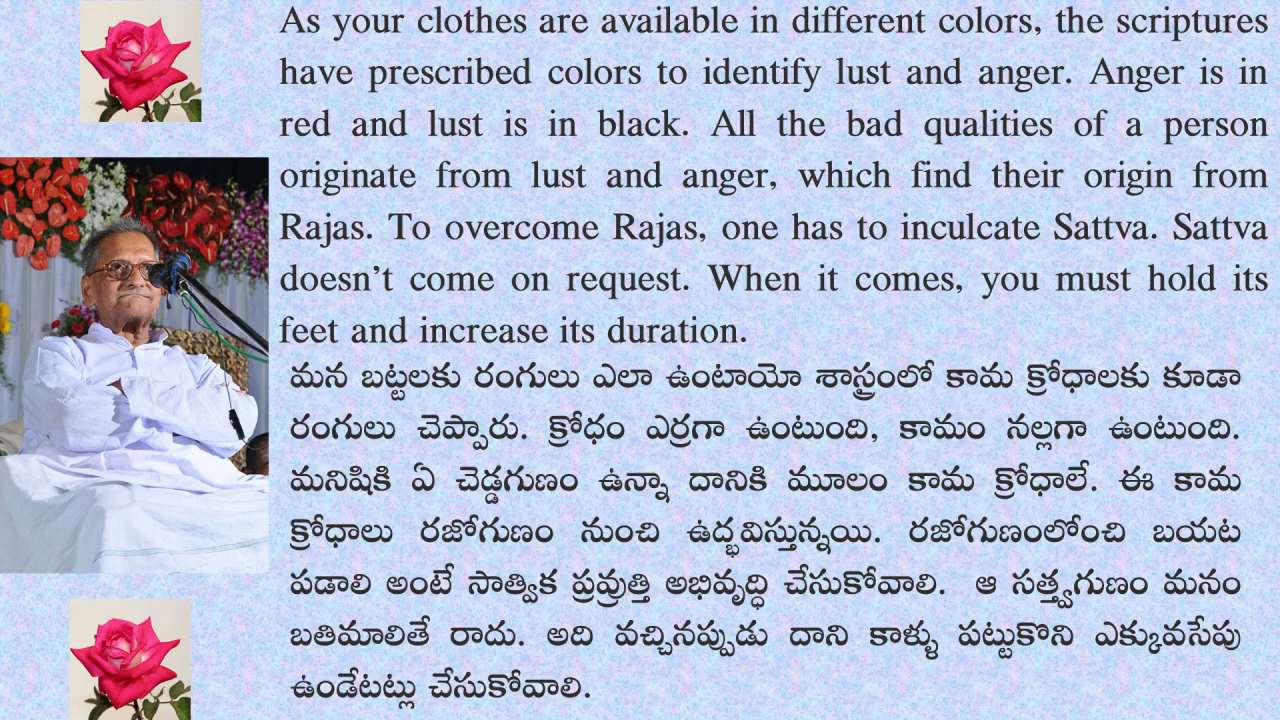 As your clothes are available in different colors, the scriptures
have prescribed colors to identify lust and anger. Anger is in
red and lust is in black. All the bad qualities of a person
originate from lust and anger, which find their origin from
Rajas. To overcome Rajas, one has to inculcate Sattva. Sattva
doesn’t come on request. When it comes, you must hold its
feet and increase its duration.
మన బట్టలకు రంగులు ఎలా ఉంటాయో శాస్త్రంలో కామ క్రోధాలకు కూడా
రంగులు చెప్పారు. క్రోధం ఎర్రగా ఉంటుంది, కామం నల్లగా ఉంటుంది.
మనిషికి ఏ చెడ్డగుణం ఉన్నా దానికి మూలం కామ క్రోధాలే. ఈ కామ
క్రోధాలు రజోగుణం నుంచి ఉద్భవిస్తున్నయి. రజోగుణంలోంచి బయట
పడాలి అంటే సాత్విక ప్రవ్రుత్తి అభివృద్ధి చేసుకోవాలి. ఆ సత్త్వగుణం మనం
బతిమాలితే రాదు. అది వచ్చినప్పుడు దాని కాళ్ళు పట్టుకొని ఎక్కువసేపు
ఉండేటట్లు చేసుకోవాలి.